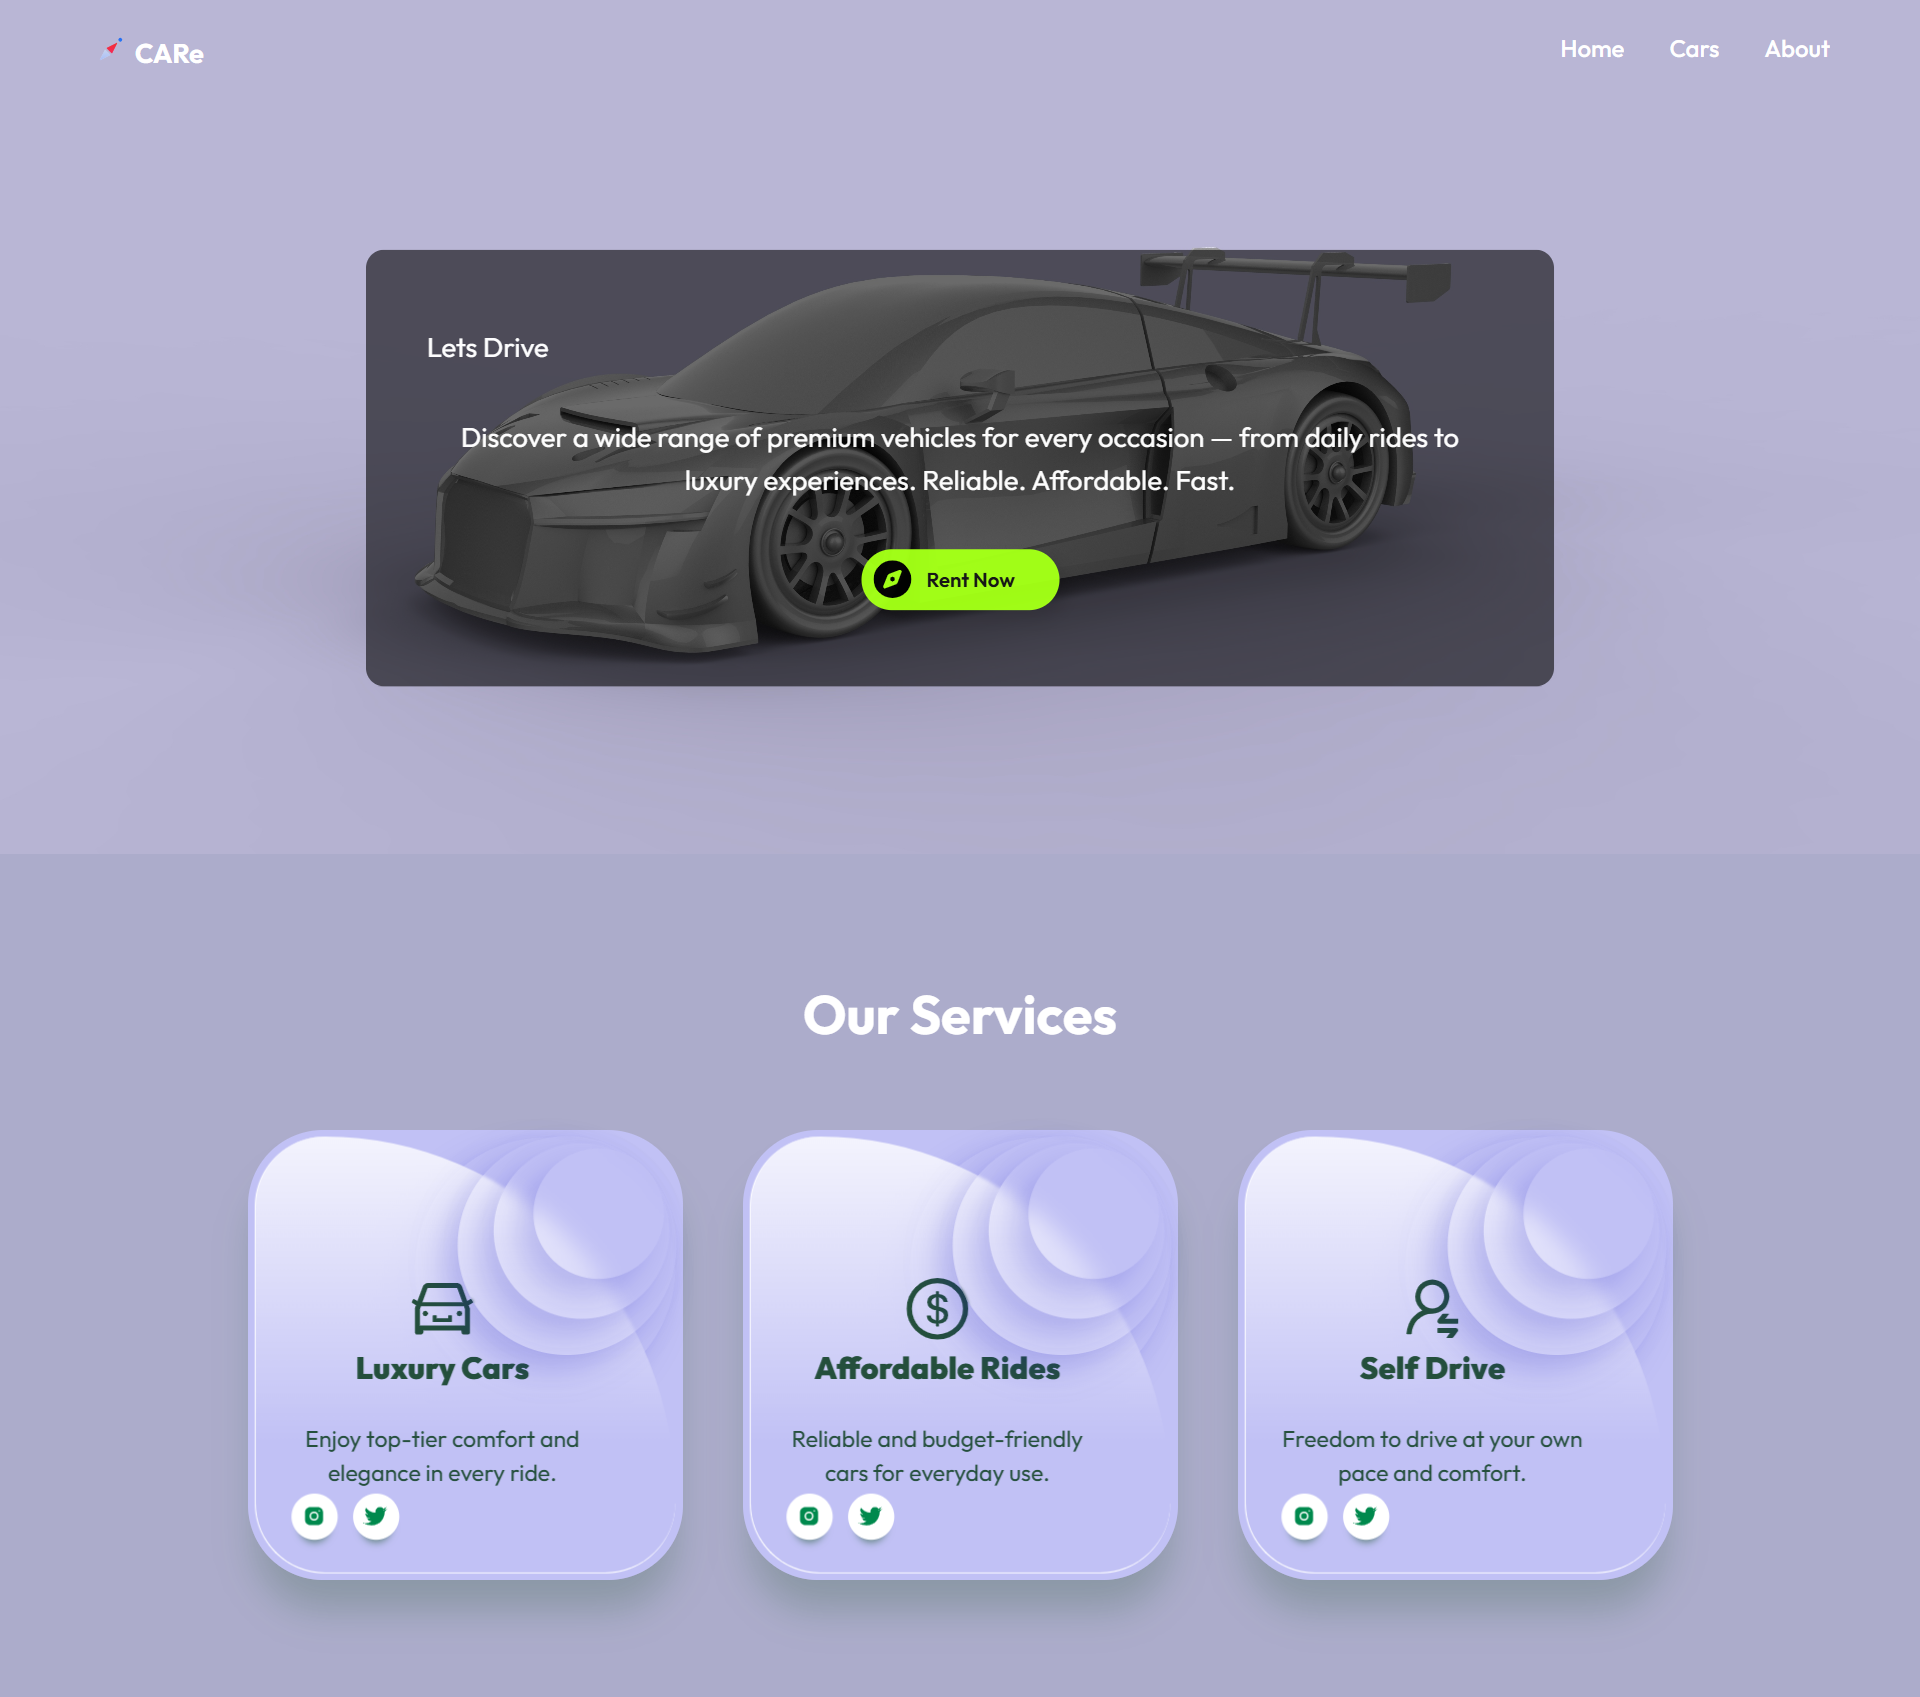 CARe
Home
Cars
About
Lets Drive
Discover a wide range of premium vehicles for every occasion — from daily rides to
luxury experiences. Reliable. Affordable. Fast.
Rent Now
Our Services
Luxury Cars
Enjoy top-tier comfort and
elegance in every ride.
Affordable Rides
Reliable and budget-friendly
cars for everyday use.
Self Drive
Freedom to drive at your own
pace and comfort.